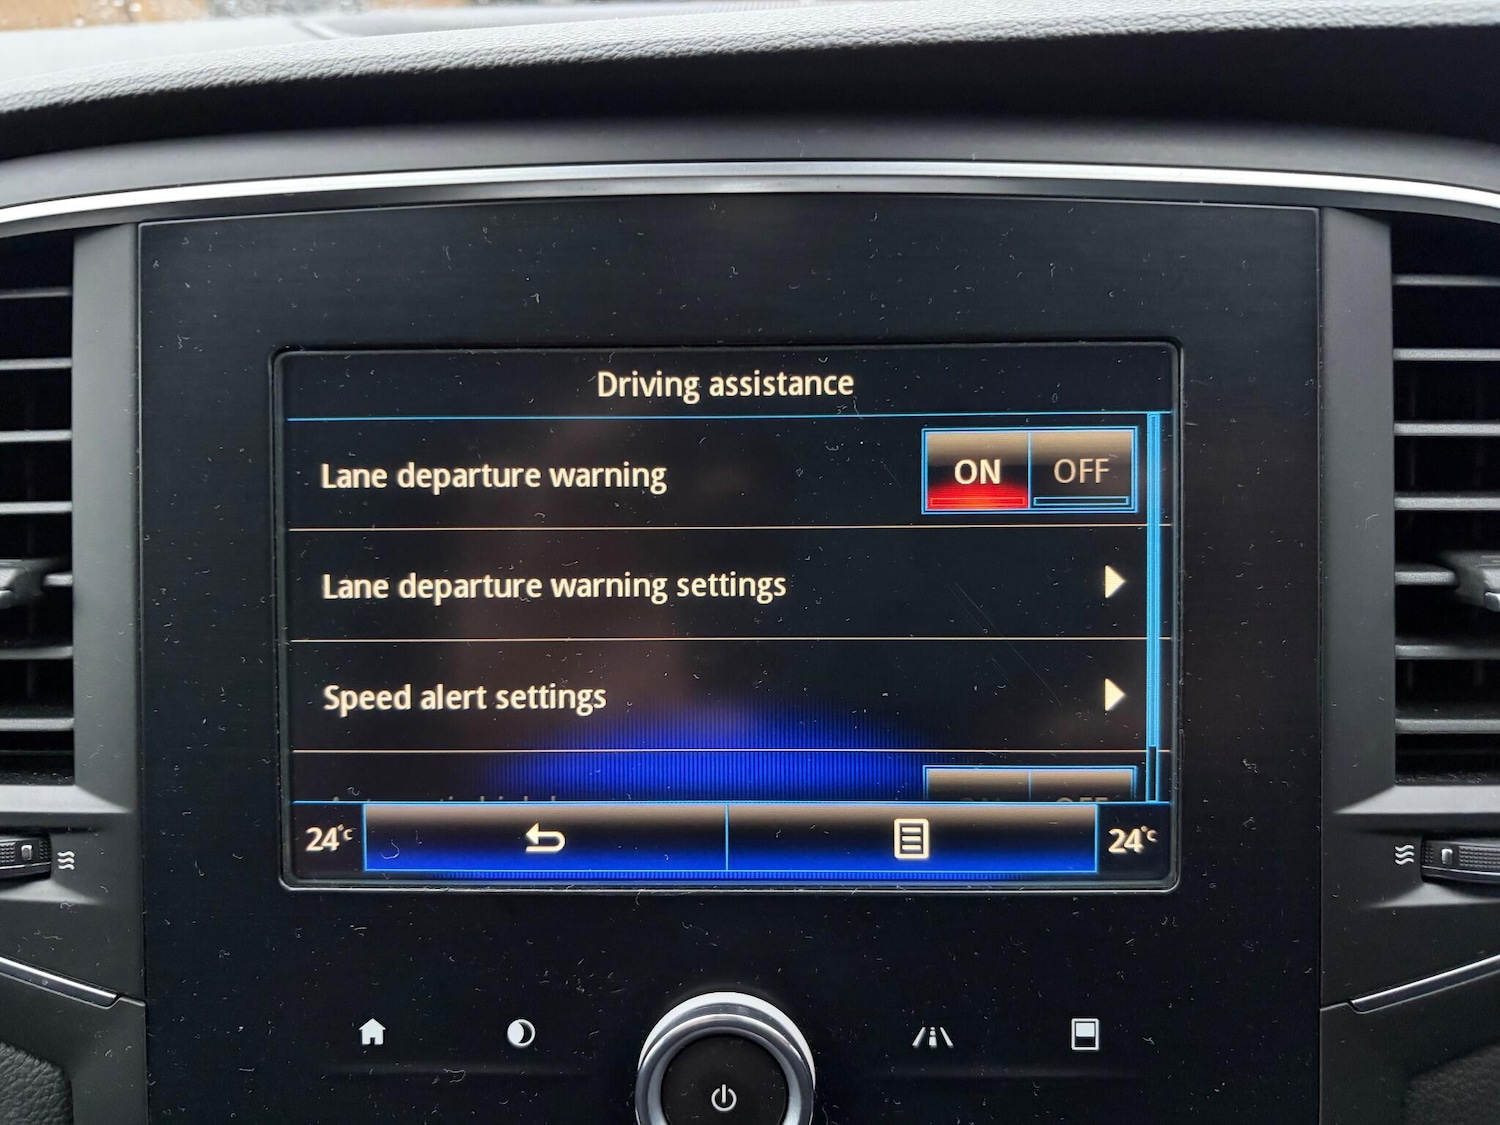 Driving assistance
Lane departure warning ON OFF
Lane departure warning settings
Speed alert settings
24°C 24°C